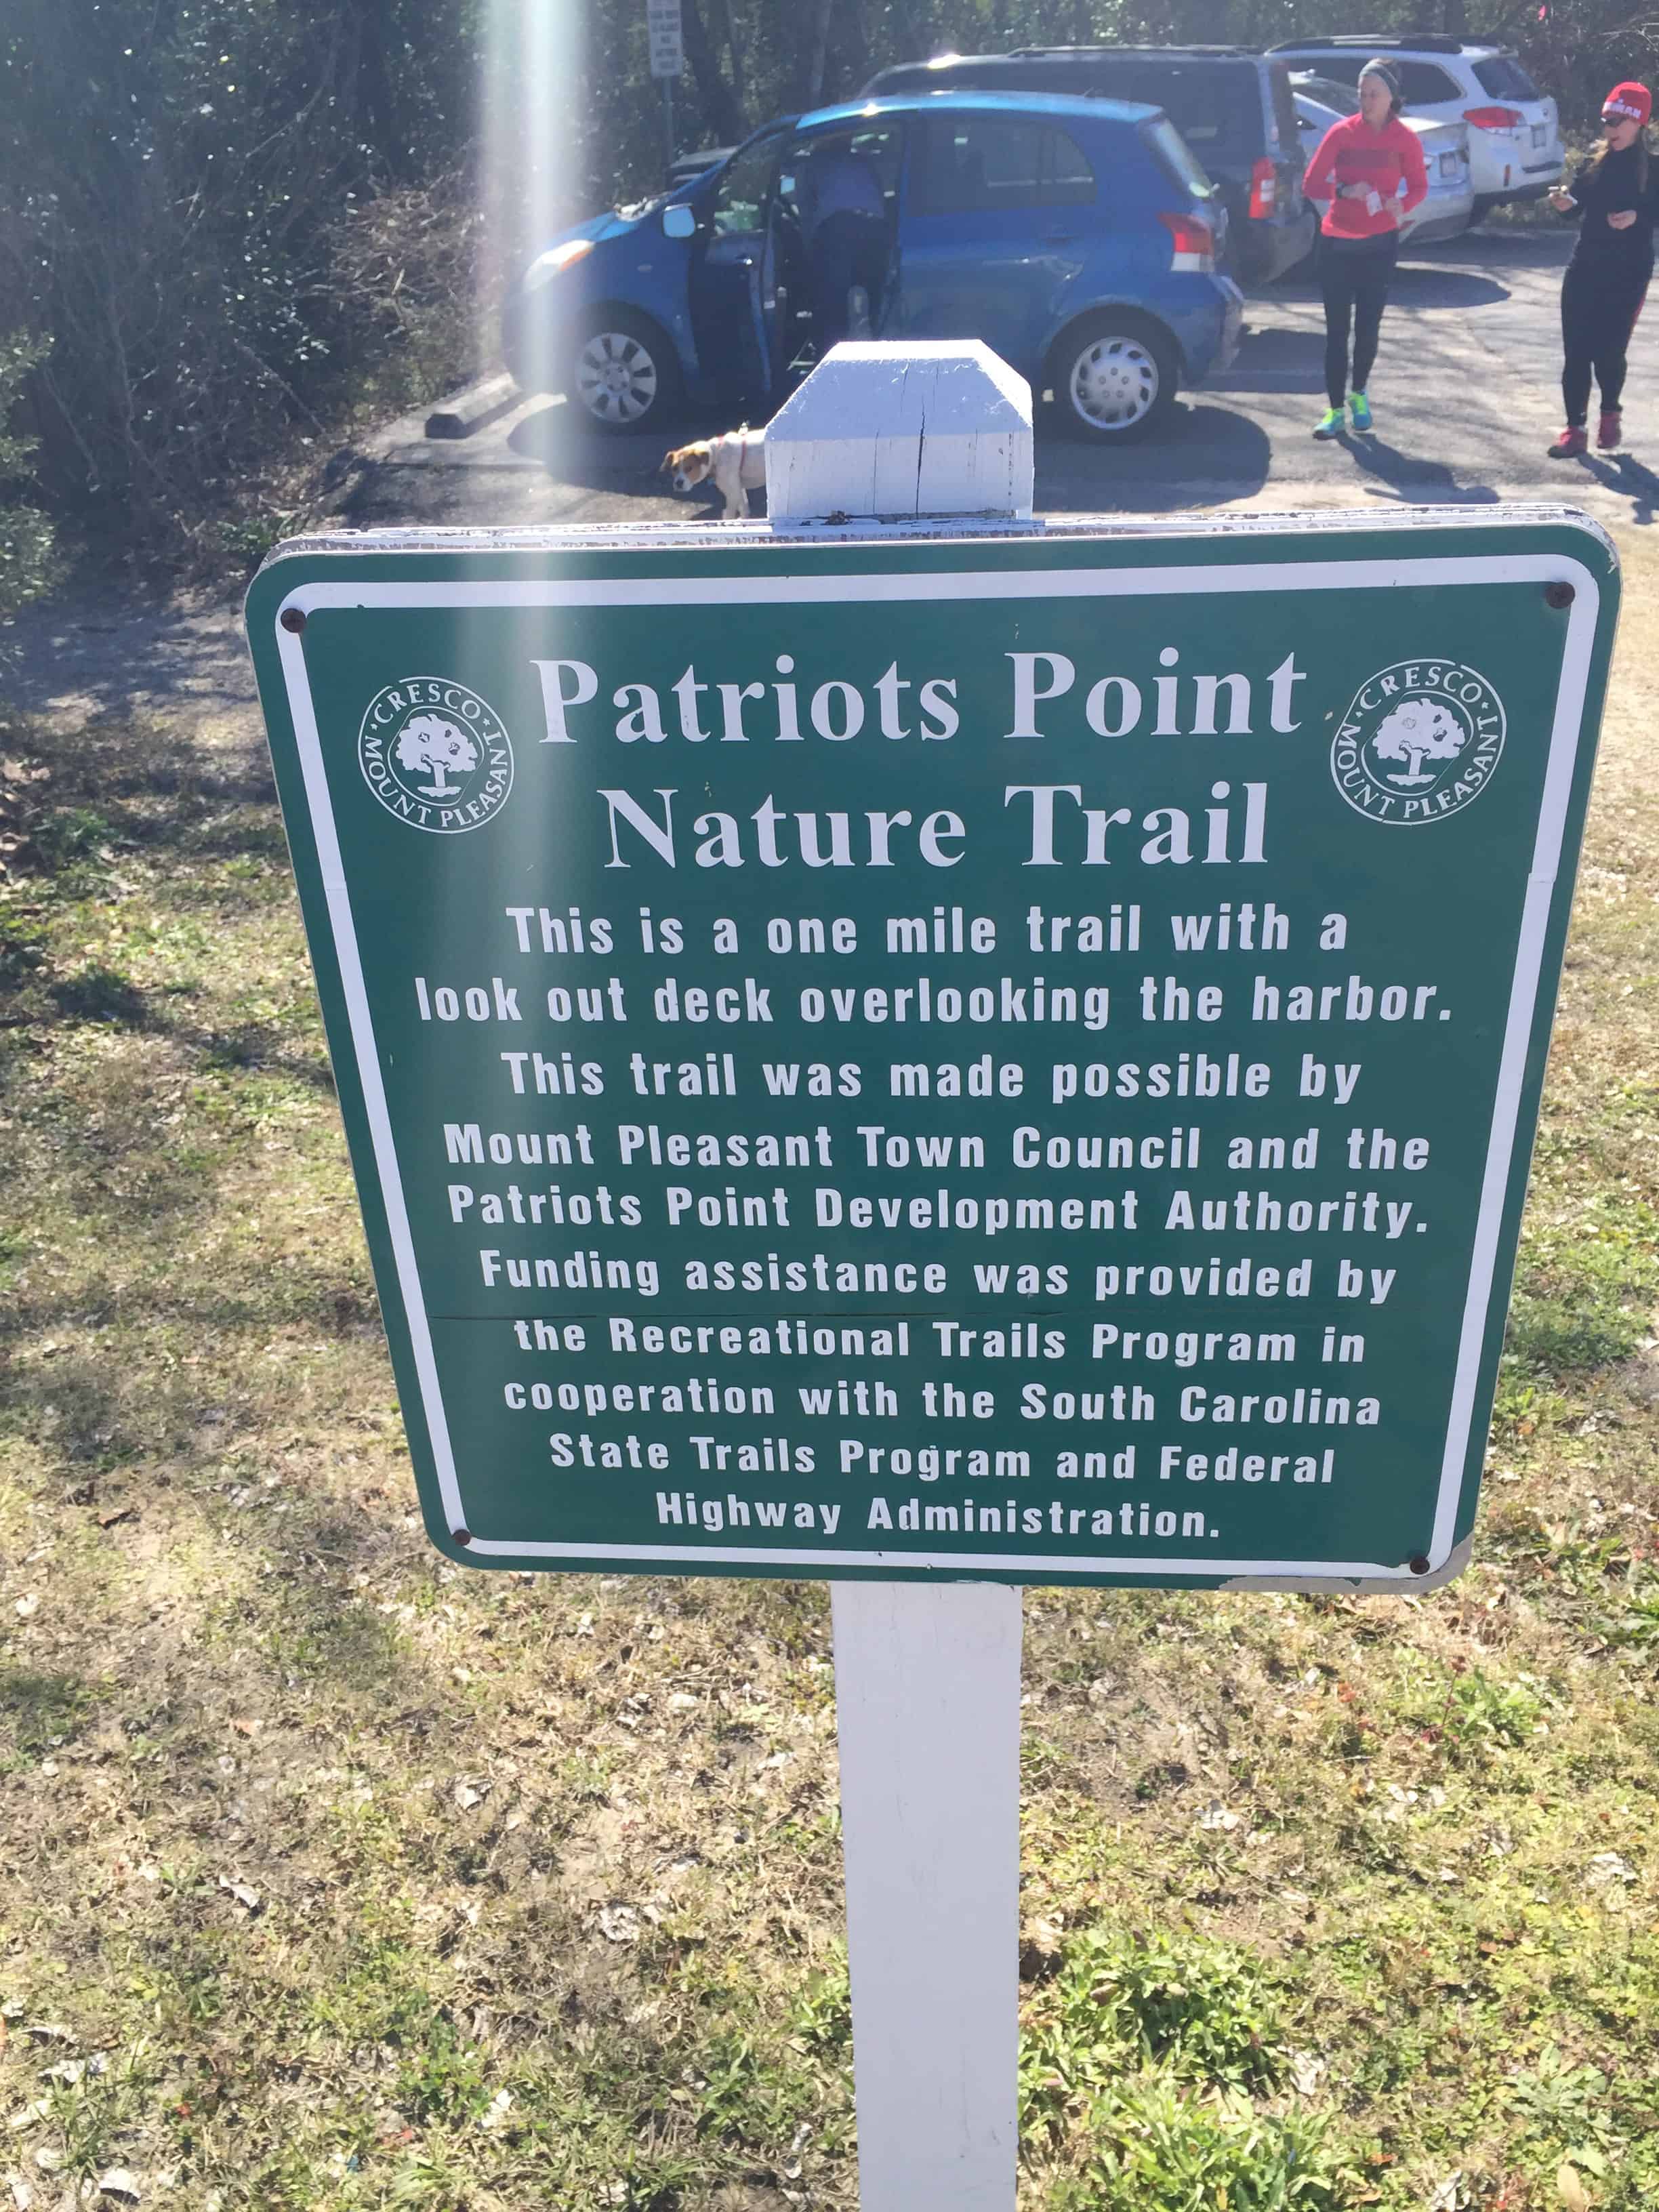 Patriots Point
Nature Trail
CRESCO
MOUNT PLEASANT
CRESCO
MOUNT PLEASANT
This is a one mile trail with a
look out deck overlooking the harbor.
This trail was made possible by
Mount Pleasant Town Council and the
Patriots Point Development Authority.
Funding assistance was provided by
the Recreational Trails Program in
cooperation with the South Carolina
State Trails Program and Federal
Highway Administration.